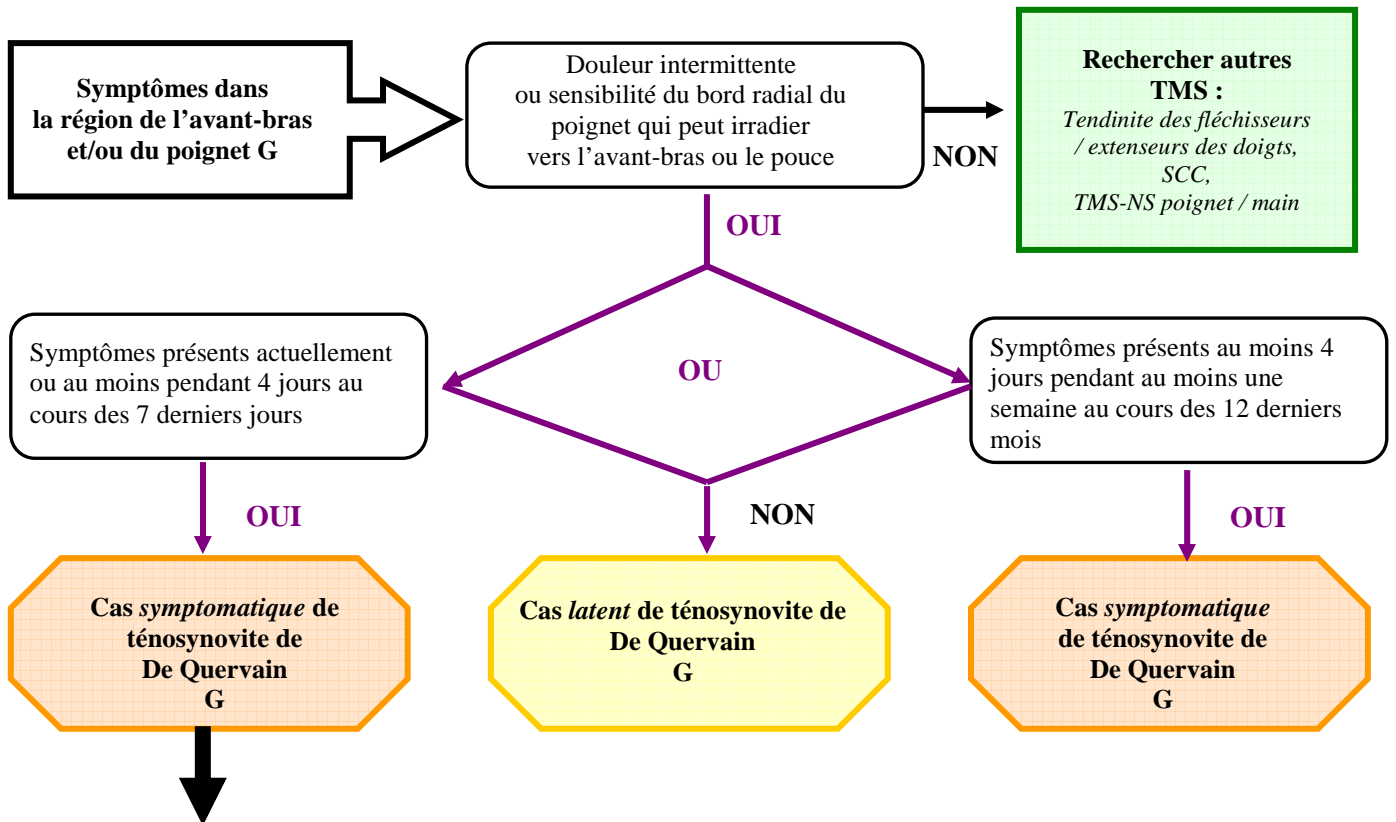 Symptômes dans
la région de l'avant-bras
et/ou du poignet G
Douleur intermittente
ou sensibilité du bord radial du
poignet qui peut irradier
vers l'avant-bras ou le pouce
NON
Rechercher autres
TMS :
Tendinite des fléchisseurs
/ extenseurs des doigts,
SCC,
TMS-NS poignet / main
OUI
Symptômes présents actuellement
ou au moins pendant 4 jours au
cours des 7 derniers jours
OU
Symptômes présents au moins 4
jours pendant au moins une
semaine au cours des 12 derniers
mois
OUI
NON
OUI
Cas symptomatique de
ténosynovite de
De Quervain
G
Cas latent de ténosynovite de
De Quervain
G
Cas symptomatique
de ténosynovite de
De Quervain
G